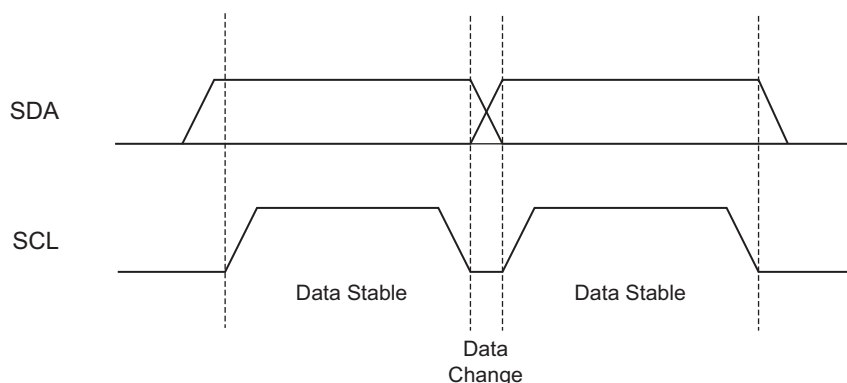 SDA
SCL
Data Stable
Data Stable
Data
Change